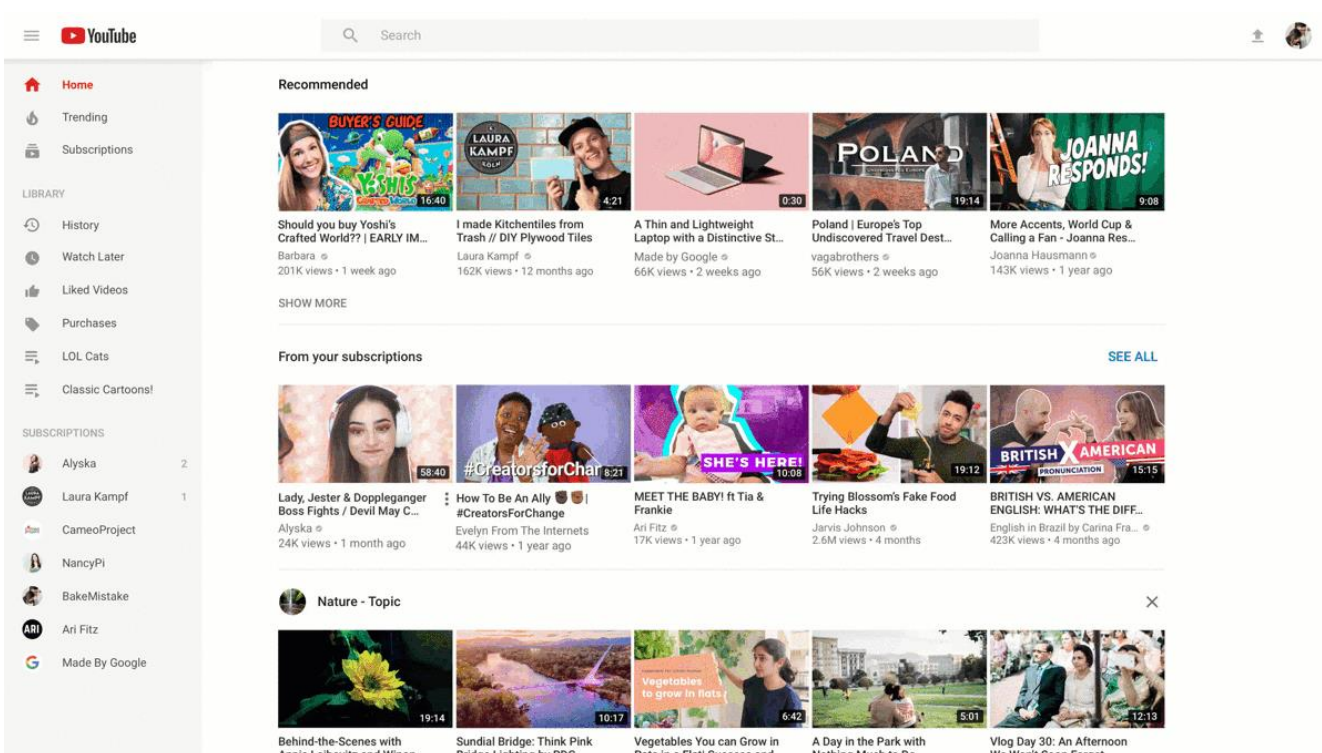 YouTube
Search
Home
Trending
Subscriptions
LIBRARY
History
Watch Later
Liked Videos
Purchases
LOL Cats
Classic Cartoons!
SUBSCRIPTIONS
Alyska 2
Laura Kampf 1
CameoProject
NancyPi
BakeMistake
ARI Ari Fitz
Made By Google
Recommended
BUYER'S GUIDE
YOSHI'S
CRAFTED WORLD
16:40
Should you buy Yoshi's
Crafted World?? | EARLY IM...
Barbara
201K views • 1 week ago
LAURA
KAMPF
KÖLN
4:21
I made Kitchentiles from
Trash // DIY Plywood Tiles
Laura Kampf
162K views • 12 months ago
0:30
A Thin and Lightweight
Laptop with a Distinctive St...
Made by Google
66K views • 2 weeks ago
POLAND
19:14
Poland | Europe's Top
Undiscovered Travel Dest...
vagabrothers
56K views • 2 weeks ago
JOANNA
RESPONDS!
9:08
More Accents, World Cup &
Calling a Fan - Joanna Res...
Joanna Hausmann
143K views • 1 year ago
SHOW MORE
From your subscriptions
SEE ALL
58:40
Lady, Jester & Doppleganger
Boss Fights / Devil May C...
Alyska
24K views • 1 month ago
#CreatorsforChar
8:21
How To Be An Ally ✊🏿✊🏾 |
#CreatorsForChange
Evelyn From The Internets
44K views • 1 year ago
SHE'S HERE!
10:08
MEET THE BABY! ft Tia &
Frankie
Ari Fitz
17K views • 1 year ago
19:12
Trying Blossom's Fake Food
Life Hacks
Jarvis Johnson
2.6M views • 4 months
BRITISH X AMERICAN
PRONUNCIATION
15:15
BRITISH VS. AMERICAN
ENGLISH: WHAT'S THE DIFF...
English in Brazil by Carina Fra...
423K views • 4 months ago
Nature - Topic
19:14
Behind-the-Scenes with
10:17
Sundial Bridge: Think Pink
Vegetables
to grow in flats
6:42
Vegetables You can Grow in
5:01
A Day in the Park with
12:13
Vlog Day 30: An Afternoon